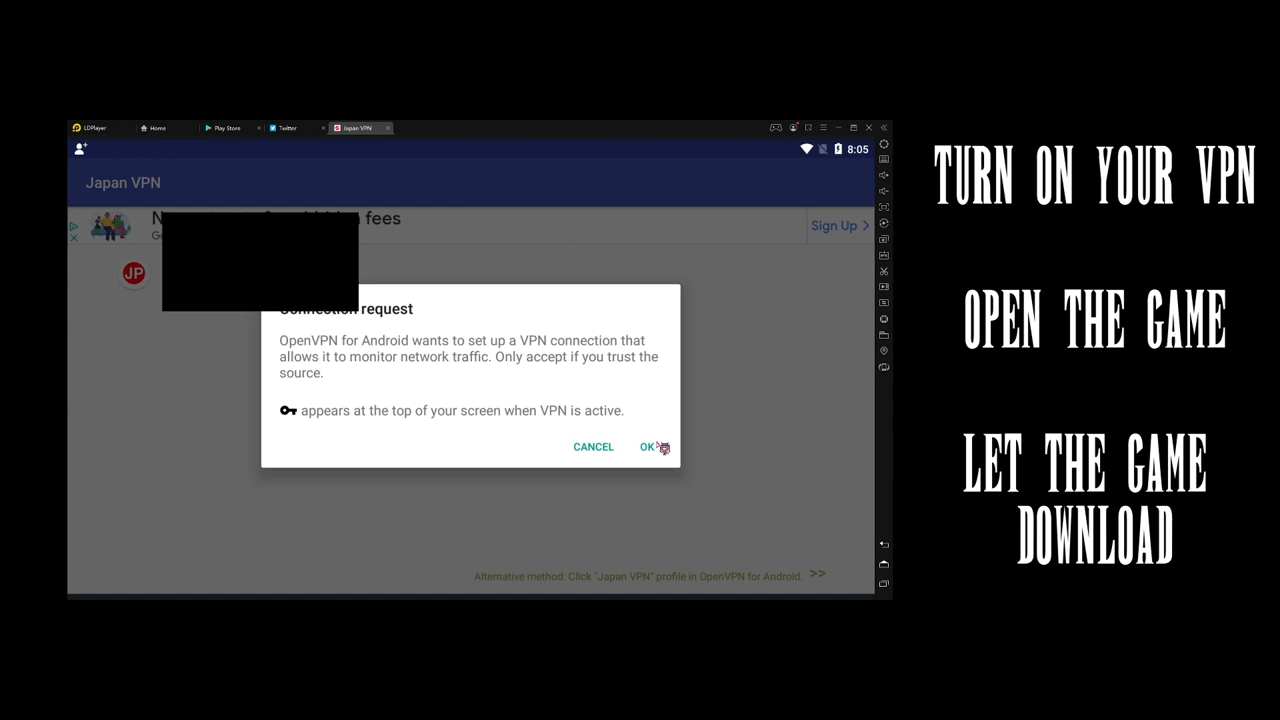 LDPlayer
Home
Play Store
Twitter
Japan VPN
8:05
Japan VPN
fees
Sign Up
JP
Connection request
OpenVPN for Android wants to set up a VPN connection that
allows it to monitor network traffic. Only accept if you trust the
source.
appears at the top of your screen when VPN is active.
CANCEL
OK
Alternative method: Click "Japan VPN" profile in OpenVPN for Android. >>
TURN ON YOUR VPN
OPEN THE GAME
LET THE GAME
DOWNLOAD